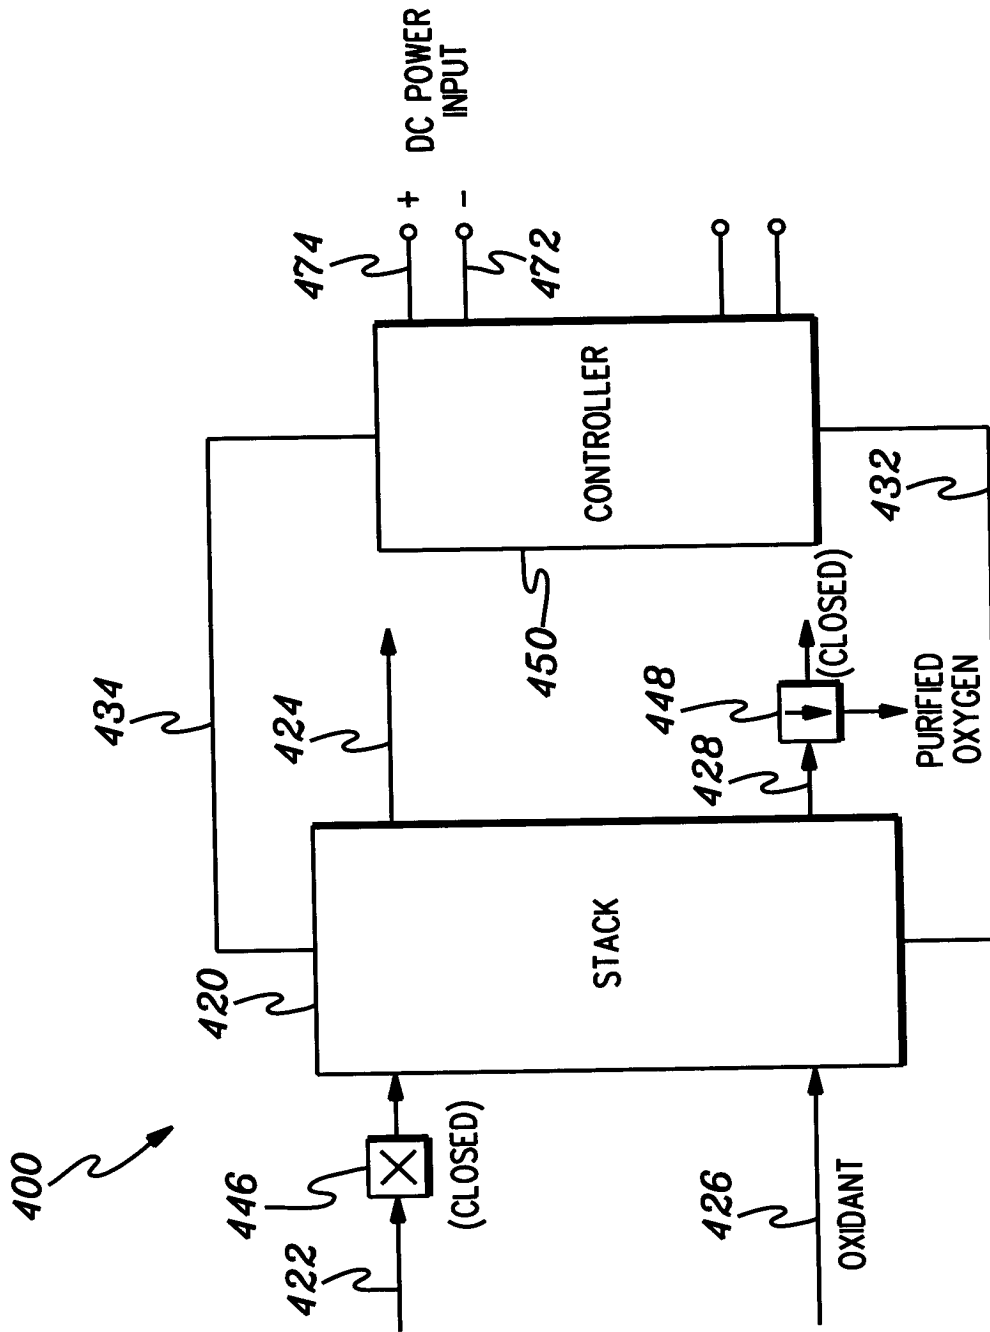 400
434
474
+
DC POWER
INPUT
-
472
424
420
446
(CLOSED)
422
STACK
CONTROLLER
450
448
428
(CLOSED)
432
PURIFIED
OXYGEN
426
OXIDANT